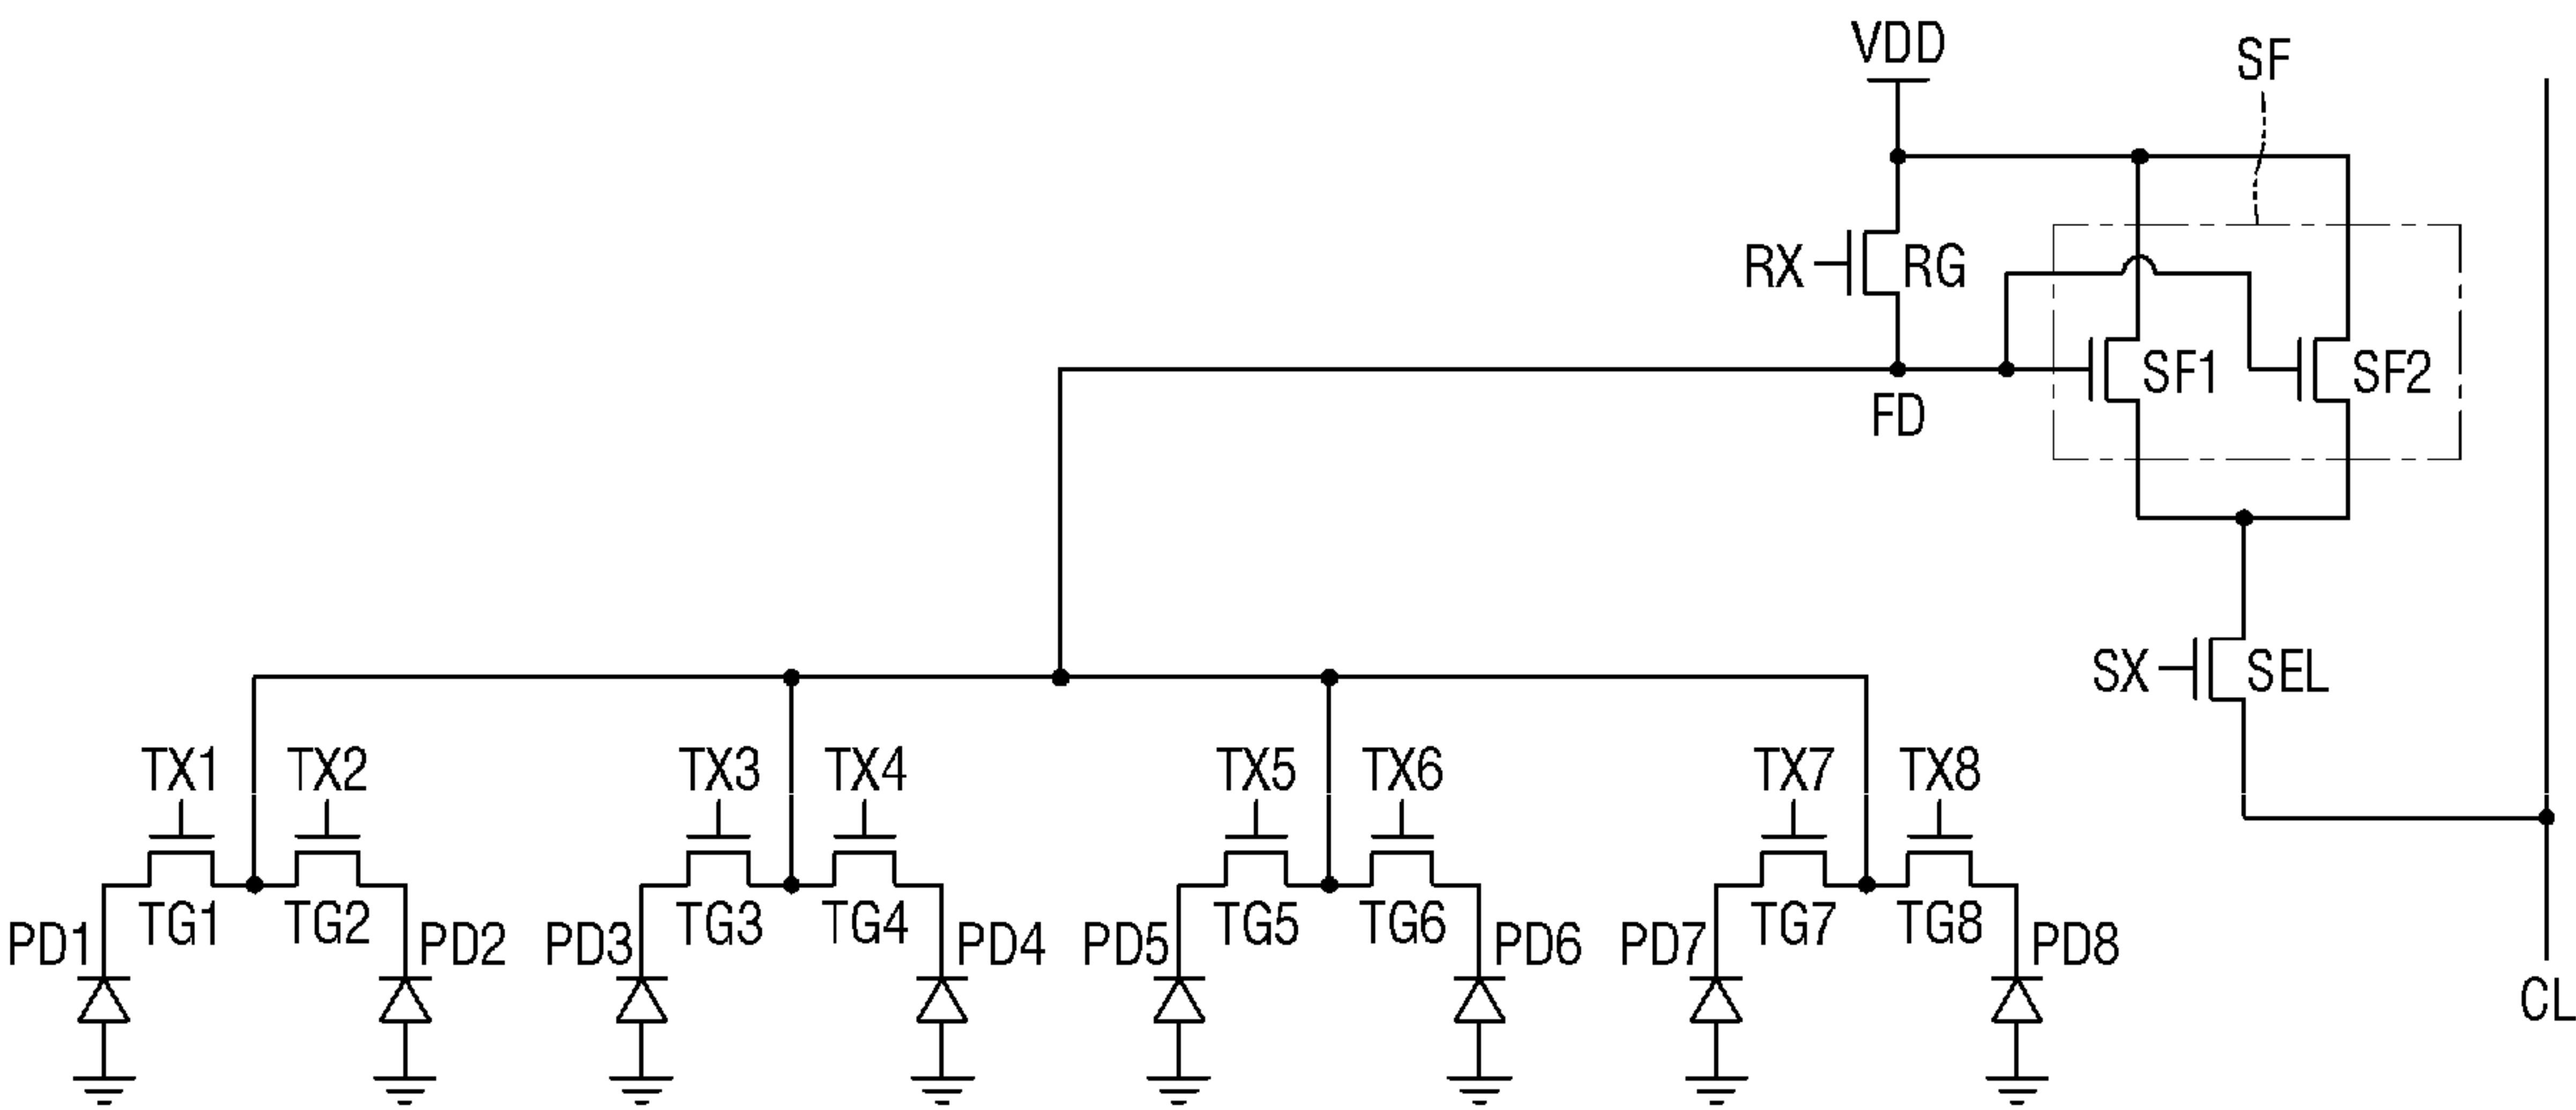 VDD
SF
RX
RG
SF1
SF2
FD
SX
SEL
TX1 TX2 TX3 TX4 TX5 TX6 TX7 TX8
TG1 TG2 TG3 TG4 TG5 TG6 TG7 TG8
PD1 PD2 PD3 PD4 PD5 PD6 PD7 PD8
CL